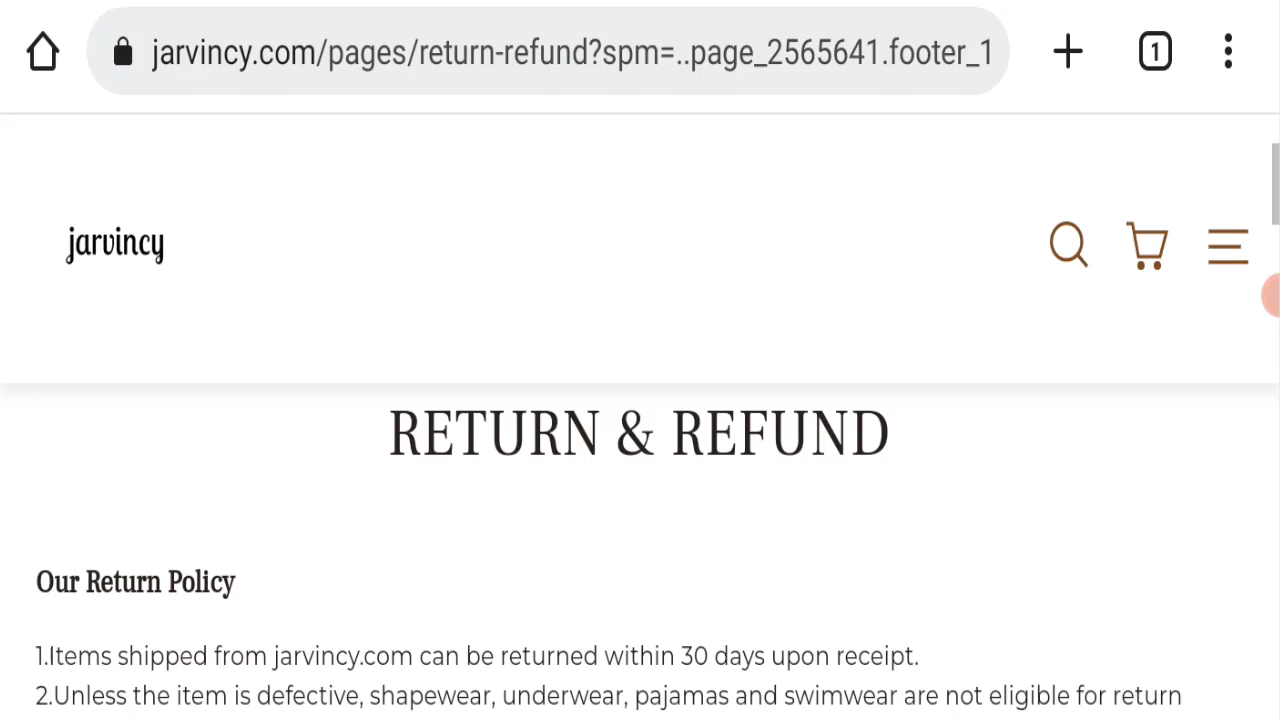 jarvincy.com/pages/return-refund?spm=..page_2565641.footer_1
1
jarvincy
RETURN & REFUND
Our Return Policy
1.Items shipped from jarvincy.com can be returned within 30 days upon receipt.
2.Unless the item is defective, shapewear, underwear, pajamas and swimwear are not eligible for return